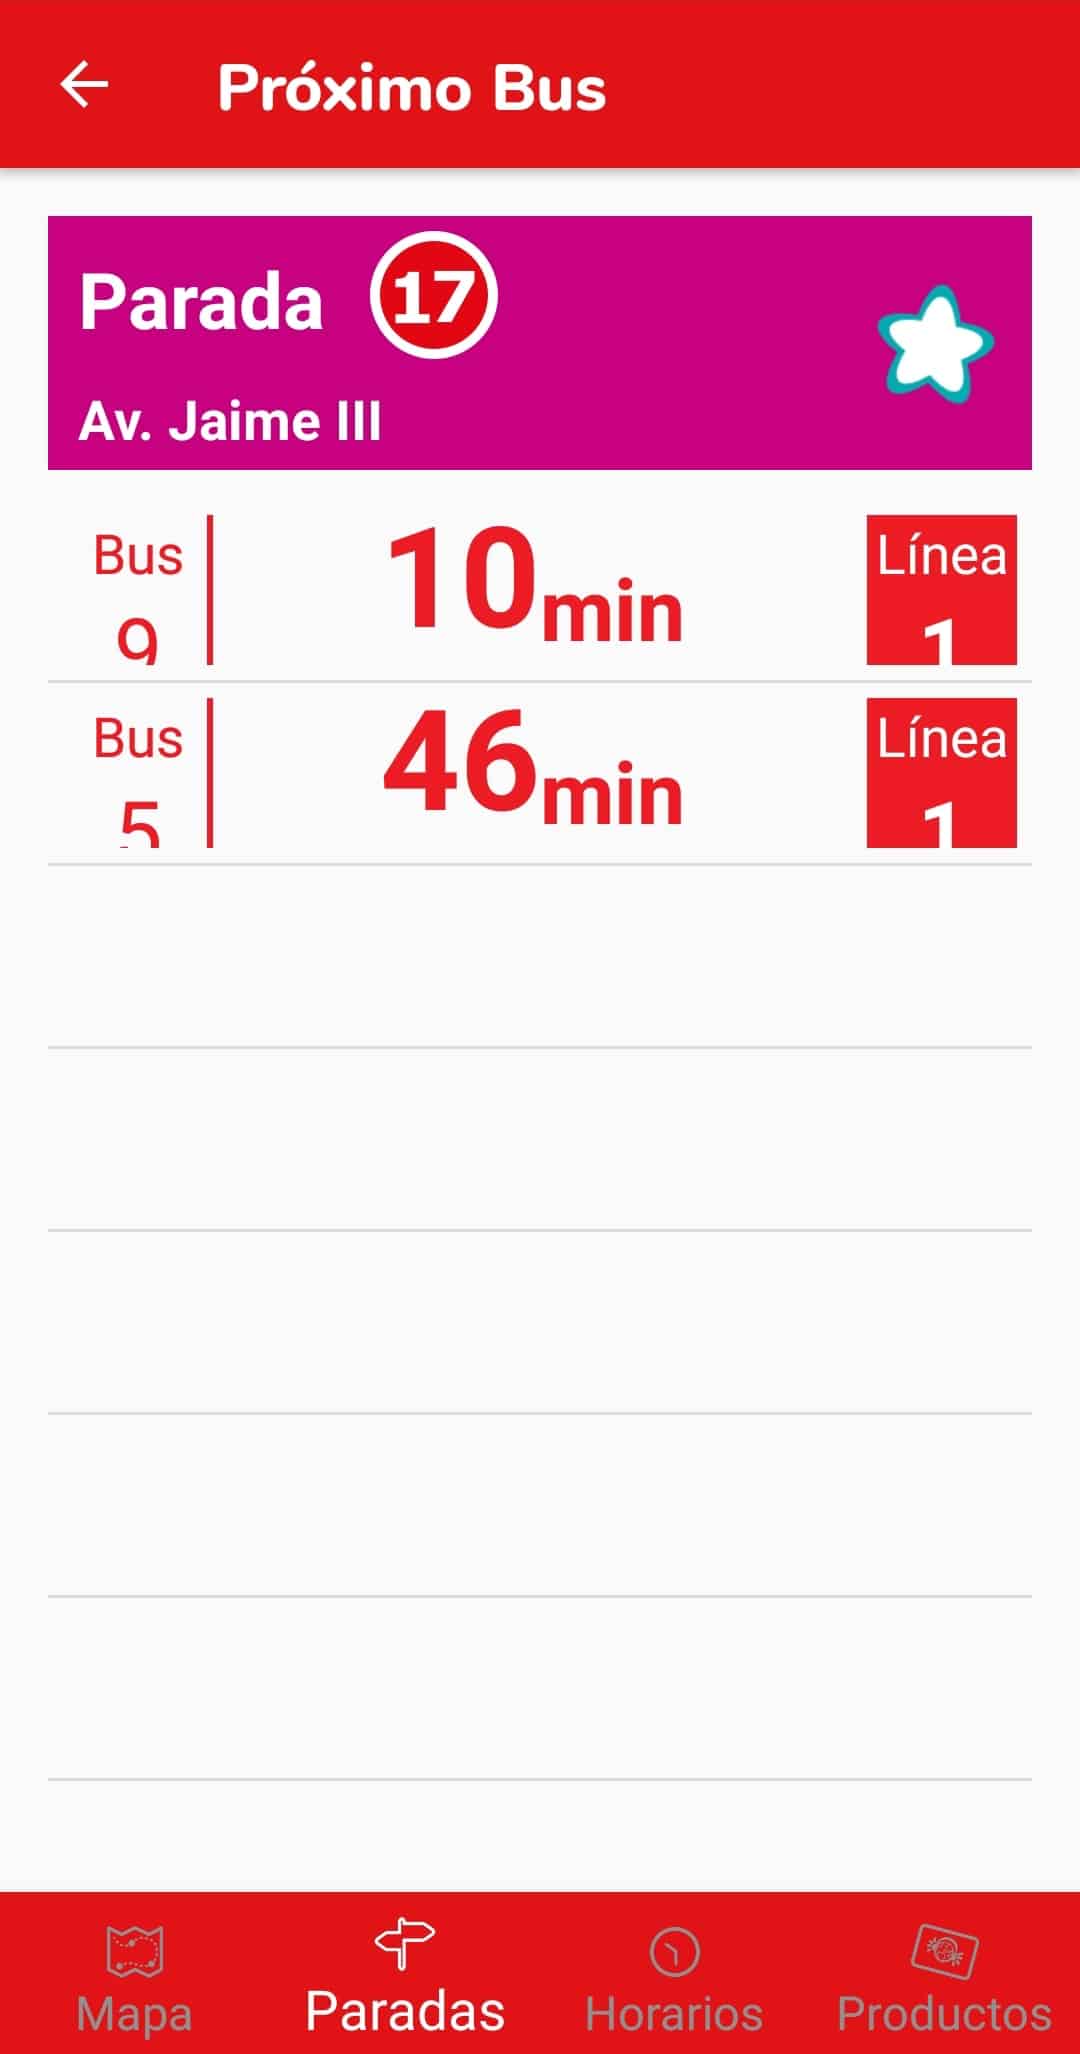 Próximo Bus
Parada 17
Av. Jaime III
Bus 10min Línea
9 1
Bus 46min Línea
5 1
Mapa Paradas Horarios Productos